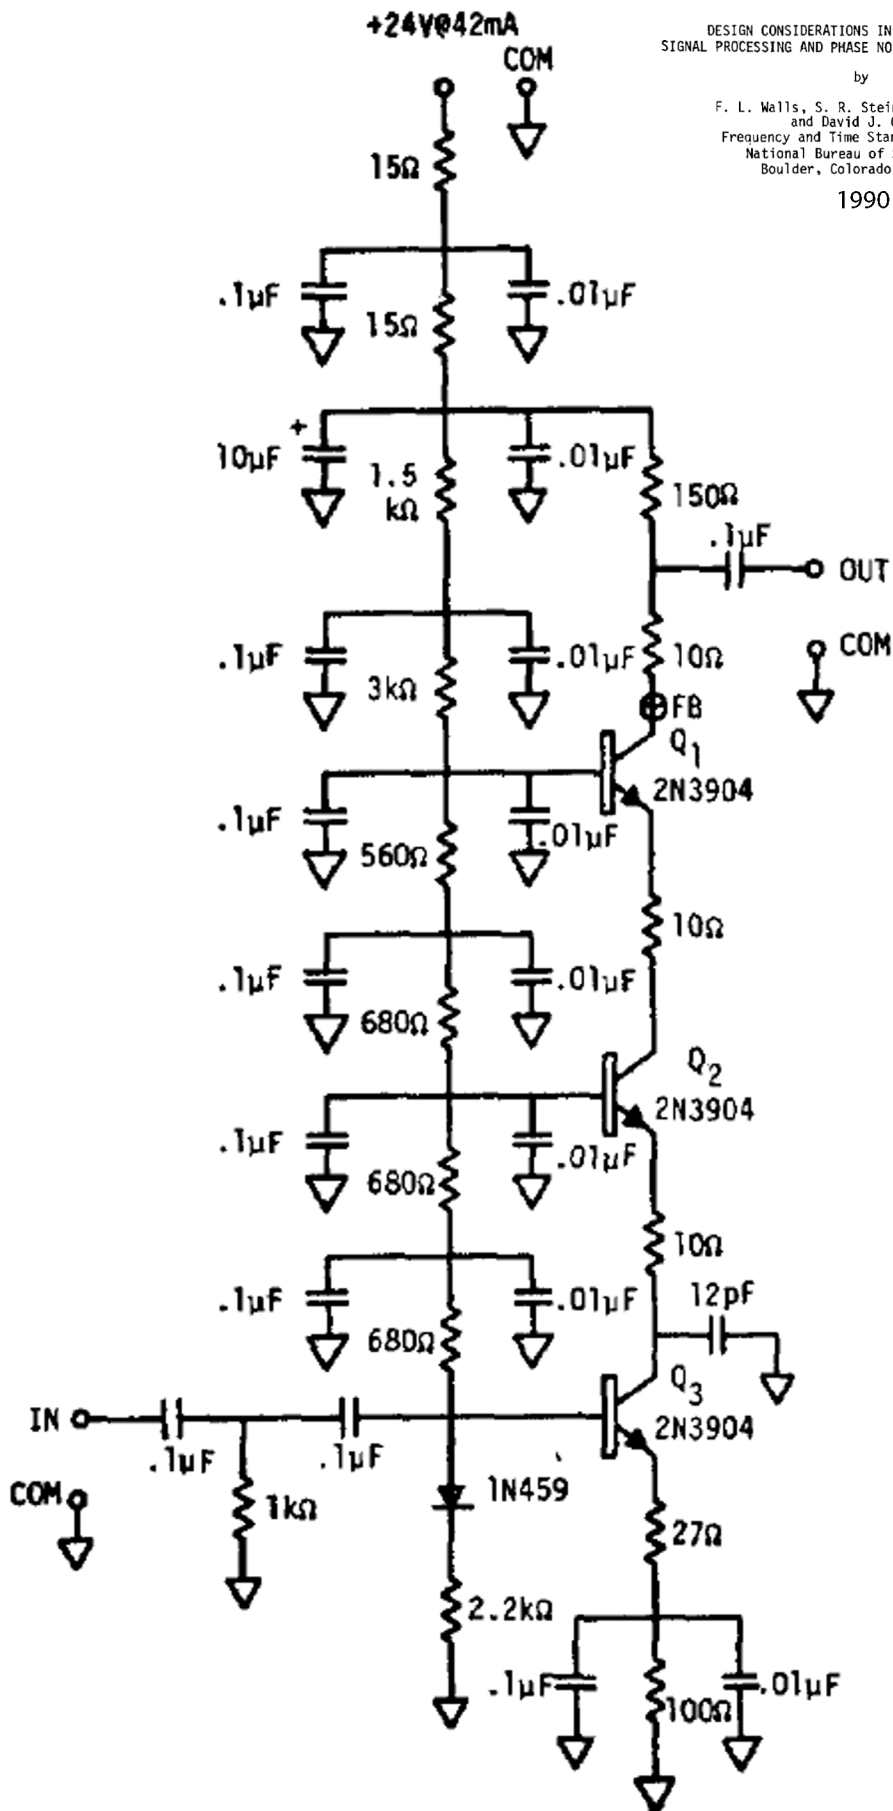 +24V@42mA
COM
DESIGN CONSIDERATIONS IN
SIGNAL PROCESSING AND PHASE NO
by
F. L. Walls, S. R. Stei
and David J.
Frequency and Time Sta
National Bureau of
Boulder, Colorado
1990
15Ω
.1µF
.01µF
15Ω
+
10µF
.01µF
1.5
kΩ
150Ω
.1µF
OUT
.1µF
.01µF
10Ω
COM
3kΩ
FB
Q1
2N3904
.1µF
.01µF
560Ω
10Ω
.1µF
.01µF
680Ω
Q2
2N3904
.1µF
.01µF
680Ω
10Ω
12pF
.1µF
.01µF
680Ω
Q3
2N3904
IN
.1µF
.1µF
COM
1kΩ
1N459
27Ω
2.2kΩ
.1µF
100Ω
.01µF